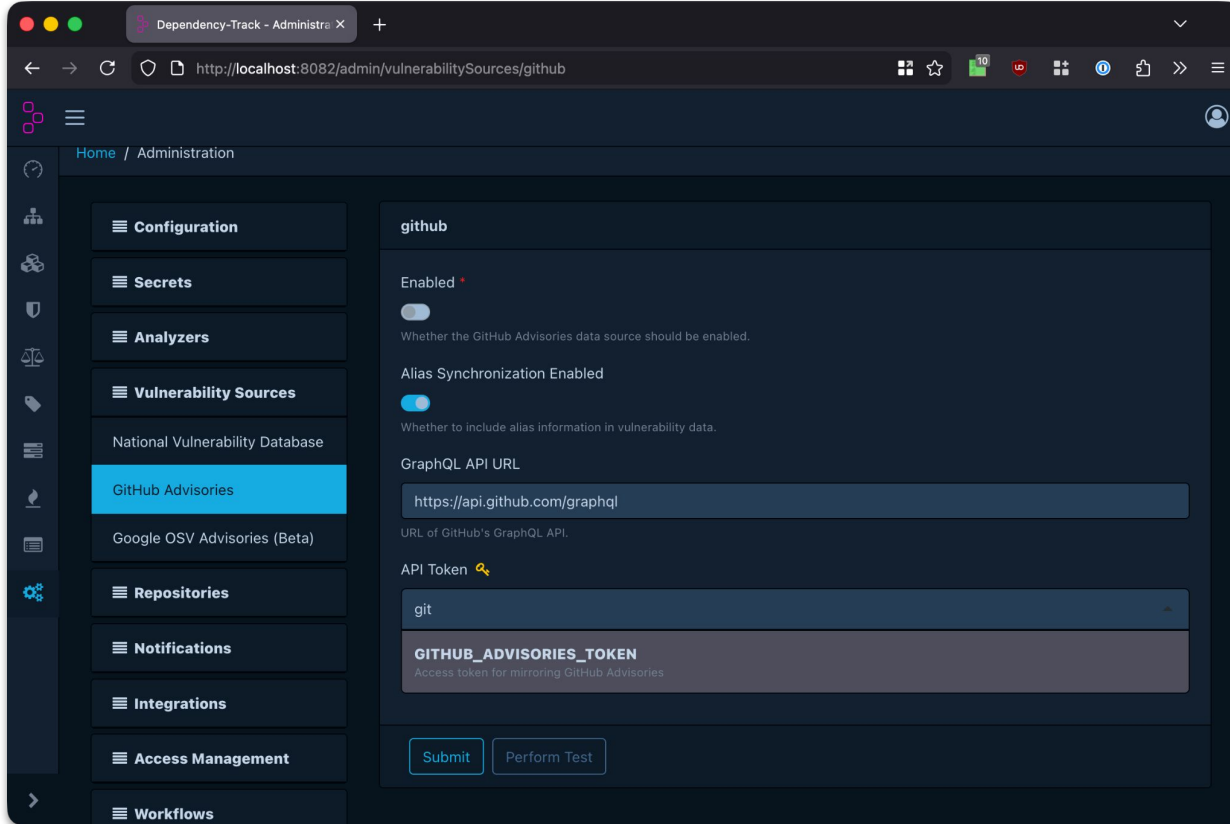 Dependency-Track - Administra
http://localhost:8082/admin/vulnerabilitySources/github
10
Home / Administration
Configuration
Secrets
Analyzers
Vulnerability Sources
National Vulnerability Database
GitHub Advisories
Google OSV Advisories (Beta)
Repositories
Notifications
Integrations
Access Management
Workflows
github
Enabled *
Whether the GitHub Advisories data source should be enabled.
Alias Synchronization Enabled
Whether to include alias information in vulnerability data.
GraphQL API URL
https://api.github.com/graphql
URL of GitHub's GraphQL API.
API Token
git
GITHUB_ADVISORIES_TOKEN
Access token for mirroring GitHub Advisories
Submit
Perform Test